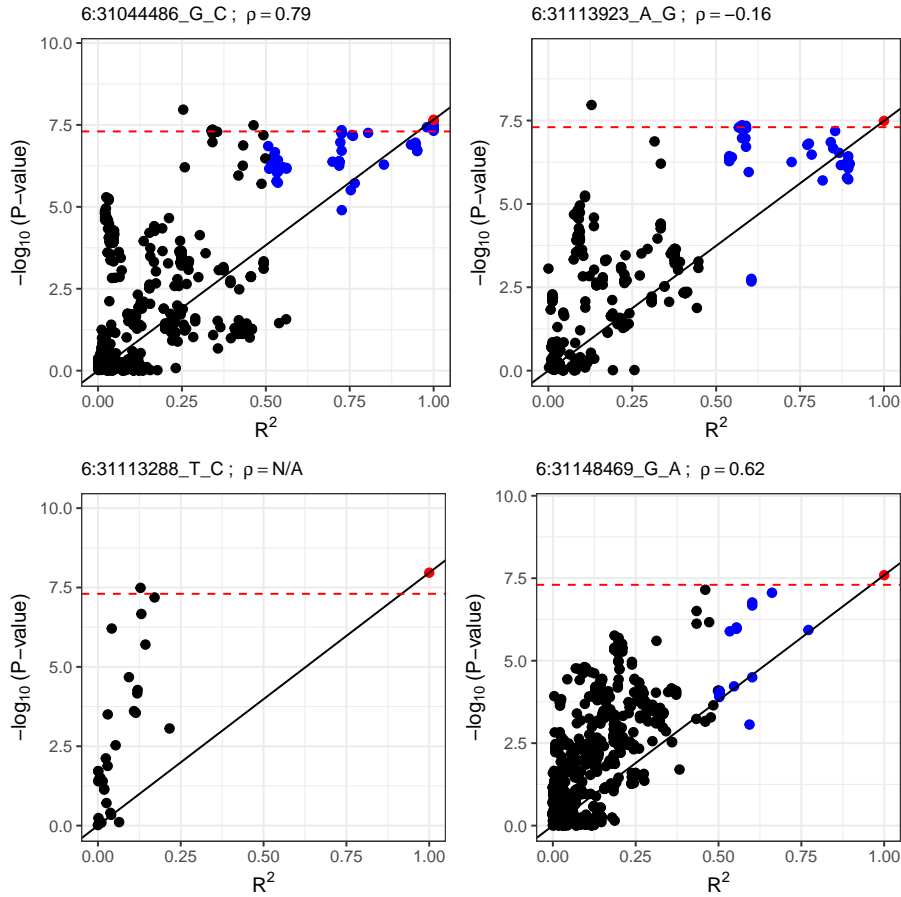 6:31044486_G_C ; ρ = 0.79
10.0
7.5
5.0
2.5
0.0
−log10 (P−value)
0.00 0.25 0.50 0.75 1.00
R2
6:31113923_A_G ; ρ = −0.16
7.5
5.0
2.5
0.0
−log10 (P−value)
0.00 0.25 0.50 0.75 1.00
R2
6:31113288_T_C ; ρ = N/A
10.0
7.5
5.0
2.5
0.0
−log10 (P−value)
0.00 0.25 0.50 0.75 1.00
R2
6:31148469_G_A ; ρ = 0.62
10.0
7.5
5.0
2.5
0.0
−log10 (P−value)
0.00 0.25 0.50 0.75 1.00
R2